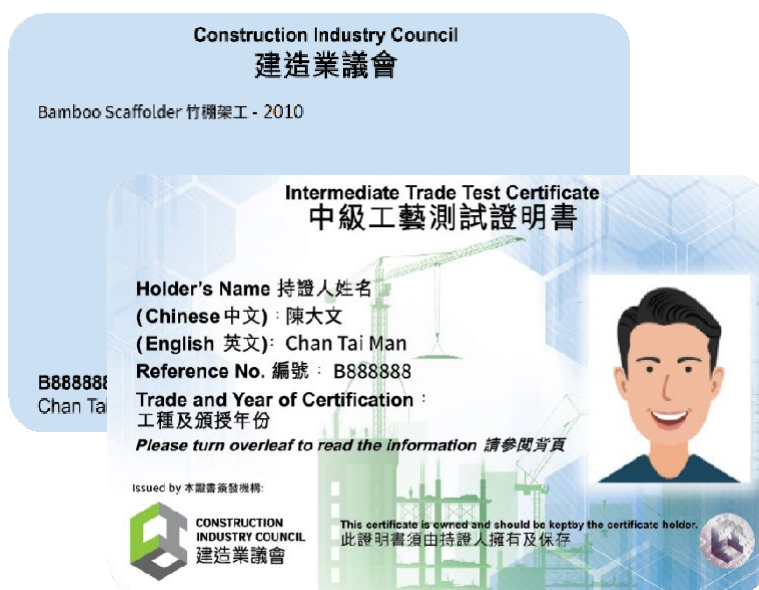 Construction Industry Council
建造業議會
Bamboo Scaffolder 竹棚架工 - 2010
B888888
Chan Tai
Intermediate Trade Test Certificate
中級工藝測試證明書
Holder's Name 持證人姓名
(Chinese 中文) : 陳大文
(English 英文): Chan Tai Man
Reference No. 編號 : B888888
Trade and Year of Certification :
工種及頒授年份
Please turn overleaf to read the information 請參閱背頁
Issued by 本證書簽發機構:
CONSTRUCTION
INDUSTRY COUNCIL
建造業議會
This certificate is owned and should be keptby the certificate holder.
此證明書須由持證人擁有及保存